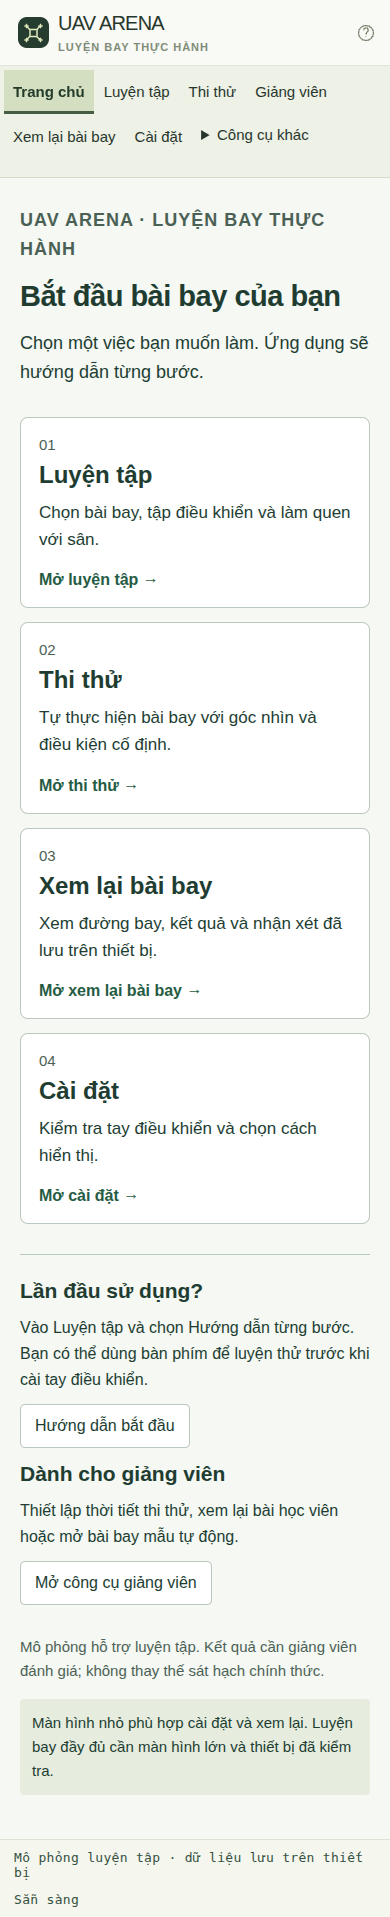 UAV ARENA
LUYỆN BAY THỰC HÀNH
Trang chủ Luyện tập Thi thử Giảng viên
Xem lại bài bay Cài đặt ▶ Công cụ khác
UAV ARENA · LUYỆN BAY THỰC
HÀNH
Bắt đầu bài bay của bạn
Chọn một việc bạn muốn làm. Ứng dụng sẽ
hướng dẫn từng bước.
01
Luyện tập
Chọn bài bay, tập điều khiển và làm quen
với sân.
Mở luyện tập →
02
Thi thử
Tự thực hiện bài bay với góc nhìn và
điều kiện cố định.
Mở thi thử →
03
Xem lại bài bay
Xem đường bay, kết quả và nhận xét đã
lưu trên thiết bị.
Mở xem lại bài bay →
04
Cài đặt
Kiểm tra tay điều khiển và chọn cách
hiển thị.
Mở cài đặt →
Lần đầu sử dụng?
Vào Luyện tập và chọn Hướng dẫn từng bước.
Bạn có thể dùng bàn phím để luyện thử trước khi
cài tay điều khiển.
Hướng dẫn bắt đầu
Dành cho giảng viên
Thiết lập thời tiết thi thử, xem lại bài học viên
hoặc mở bài bay mẫu tự động.
Mở công cụ giảng viên
Mô phỏng hỗ trợ luyện tập. Kết quả cần giảng viên
đánh giá; không thay thế sát hạch chính thức.
Màn hình nhỏ phù hợp cài đặt và xem lại. Luyện
bay đầy đủ cần màn hình lớn và thiết bị đã kiểm
tra.
Mô phỏng luyện tập · dữ liệu lưu trên thiết
bị
Sẵn sàng